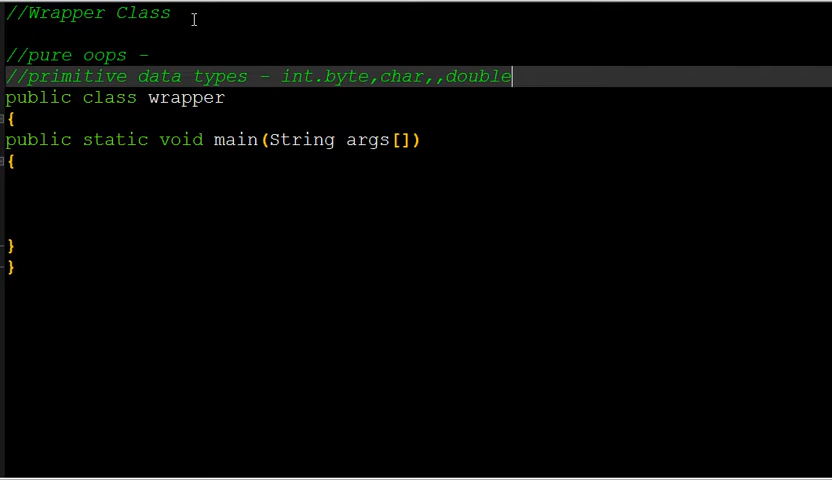 //Wrapper Class
//pure oops -
//primitive data types - int.byte,char,,double
public class wrapper
{
public static void main(String args[])
{
}
}